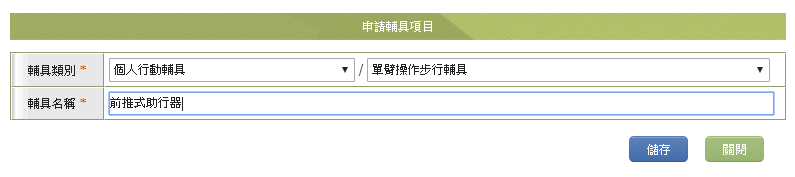 申請輔具項目
輔具類別 * 個人行動輔具 / 單臂操作步行輔具
輔具名稱 * 前推式助行器
儲存 關閉